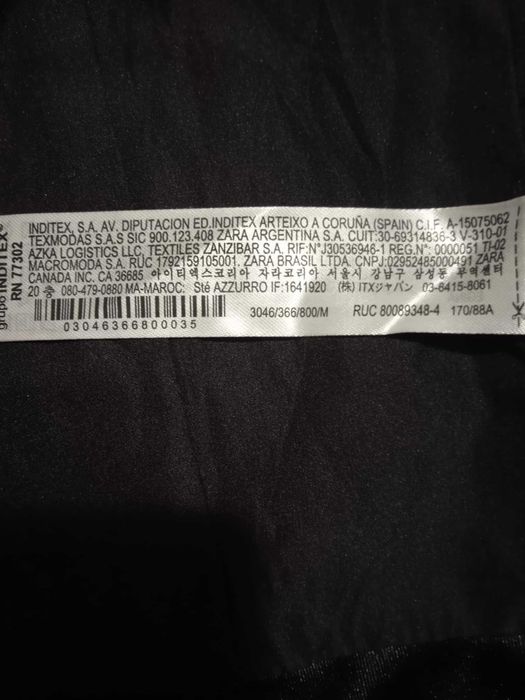 grupo INDITEX®
RN 77302
INDITEX, S.A. AV. DIPUTACION ED.INDITEX ARTEIXO A CORUÑA (SPAIN) C.I.F. A-15075062
TEXMODAS S.A.S SIC 900.123.408 ZARA ARGENTINA S.A. CUIT:30-69314838-3 V-310-01
AZKA LOGISTICS LLC. TEXTILES ZANZIBAR S.A. RIF:N°J30536946-1 REG.N°: 0000051 TI-02
MACROMODA S.A. RUC 1792159105001. ZARA BRASIL LTDA. CNPJ:02952485000491 ZARA
CANADA INC. CA 36685 아이티엑스코리아 자라코리아 서울시 강남구 삼성동 무역센터
20 층 080-479-0880 MA-MAROC: Sté AZZURRO IF:1641920 (株) ITXジャパン 03-6415-8061
03046366800035 3046/366/800/M RUC 80089348-4 170/88A